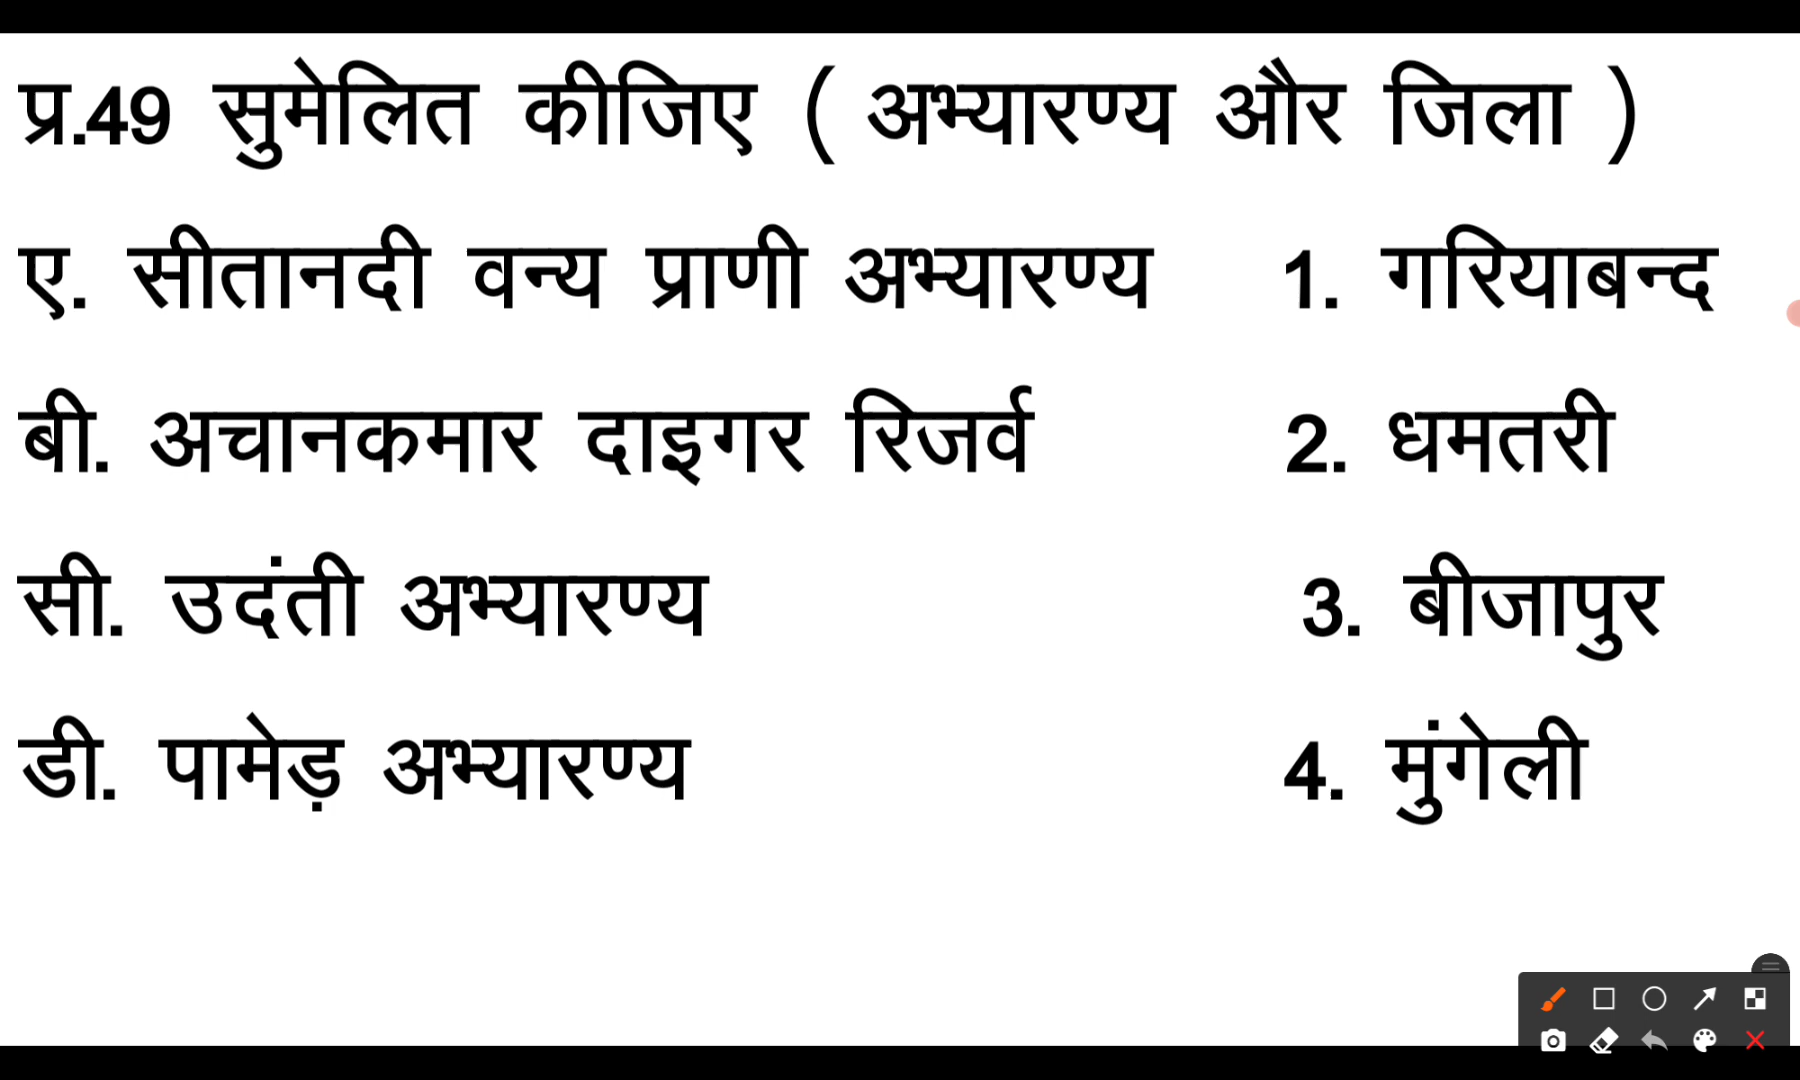 प्र.49 सुमेलित कीजिए ( अभ्यारण्य और जिला )
ए. सीतानदी वन्य प्राणी अभ्यारण्य 1. गरियाबन्द
बी. अचानकमार दाइगर रिजर्व 2. धमतरी
सी. उदंती अभ्यारण्य 3. बीजापुर
डी. पामेड़ अभ्यारण्य 4. मुंगेली